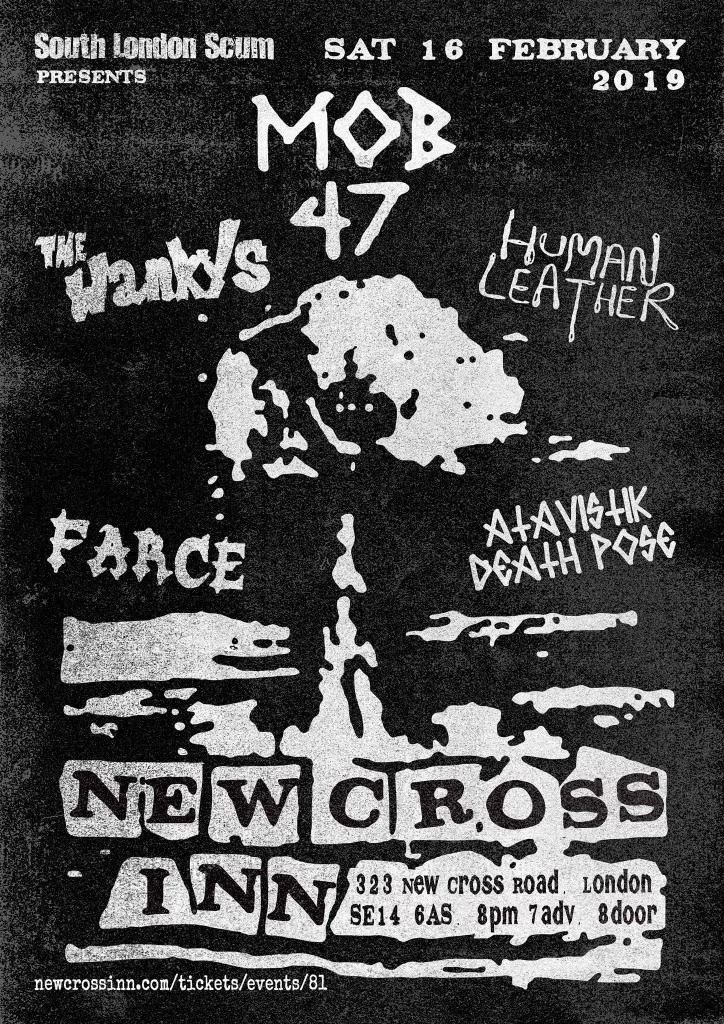 South London Scum
PRESENTS
SAT 16 FEBRUARY
2019
MOB
47
THE
Wankys
HUMAN
LEATHER
FARCE
ATAVISTIK
DEATH POSE
NEW CROSS
INN
323 New Cross Road, London
SE14 6AS. 8pm 7adv. 8door
newcrossinn.com/tickets/events/81